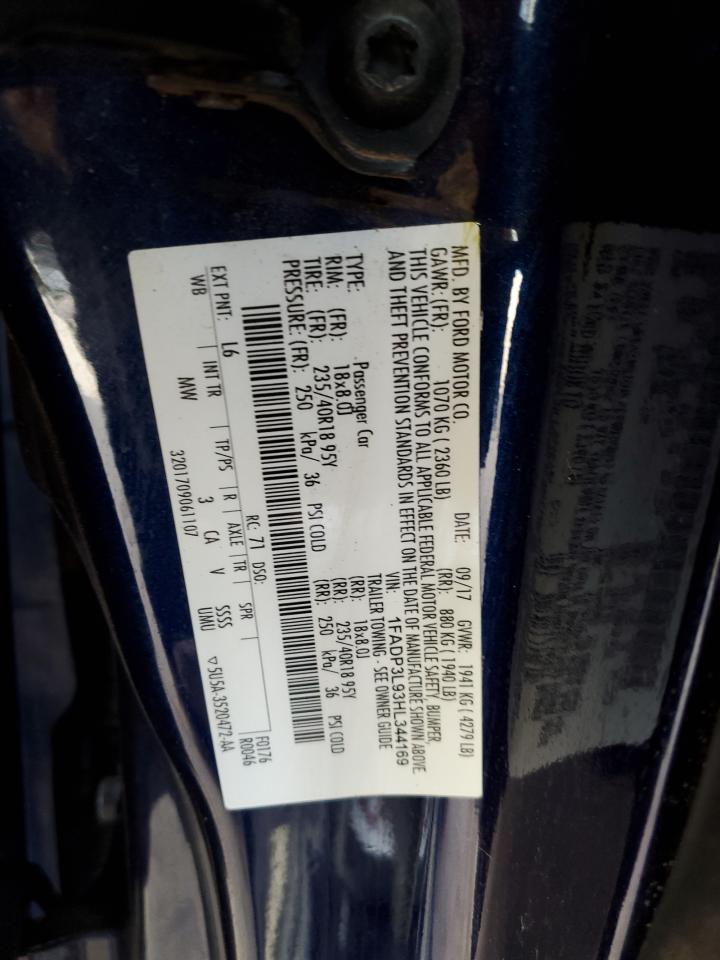 MFD. BY FORD MOTOR CO.
DATE: 09/17 GVWR: 1941 KG ( 4279 LB)
GAWR: (FR): 1070 KG ( 2360 LB) (RR): 880 KG ( 1940 LB)
THIS VEHICLE CONFORMS TO ALL APPLICABLE FEDERAL MOTOR VEHICLE SAFETY, BUMPER,
AND THEFT PREVENTION STANDARDS IN EFFECT ON THE DATE OF MANUFACTURE SHOWN ABOVE
VIN: 1FADP3L93HL344169
TYPE: Passenger Car TRAILER TOWING - SEE OWNER GUIDE
RIM: (FR): 18x8.0J (RR): 18x8.0J
TIRE: (FR): 235/40R18 95Y (RR): 235/40R18 95Y
PRESSURE: (FR): 250 kPa/ 36 PSI COLD (RR): 250 kPa/ 36 PSI COLD
F0176
RC: 71 DSO: R0046
EXT PNT: L6 INT TR TP/PS R AXLE TR SPR
WB MW 3 CA V SSSS
3201709061107 UMU ▽5U5A-3520472-AA